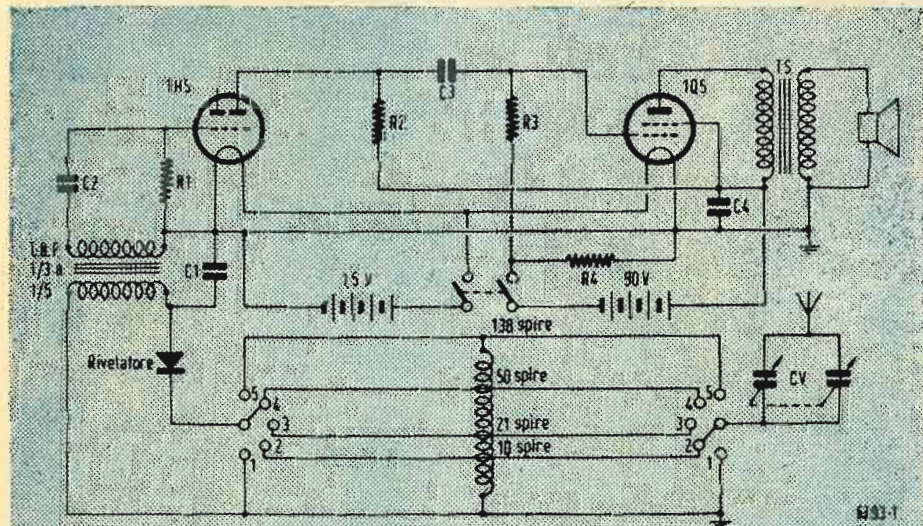 1H5
C3
1Q5
TS
R2
R3
C2
R1
C4
T.B.F.
1/3 a
1/5
C1
1,5 V
R4
90 V
138 spire
Rivelatore
50 spire
CV
5
4
3
2
1
21 spire
10 spire
5
4
3
2
1